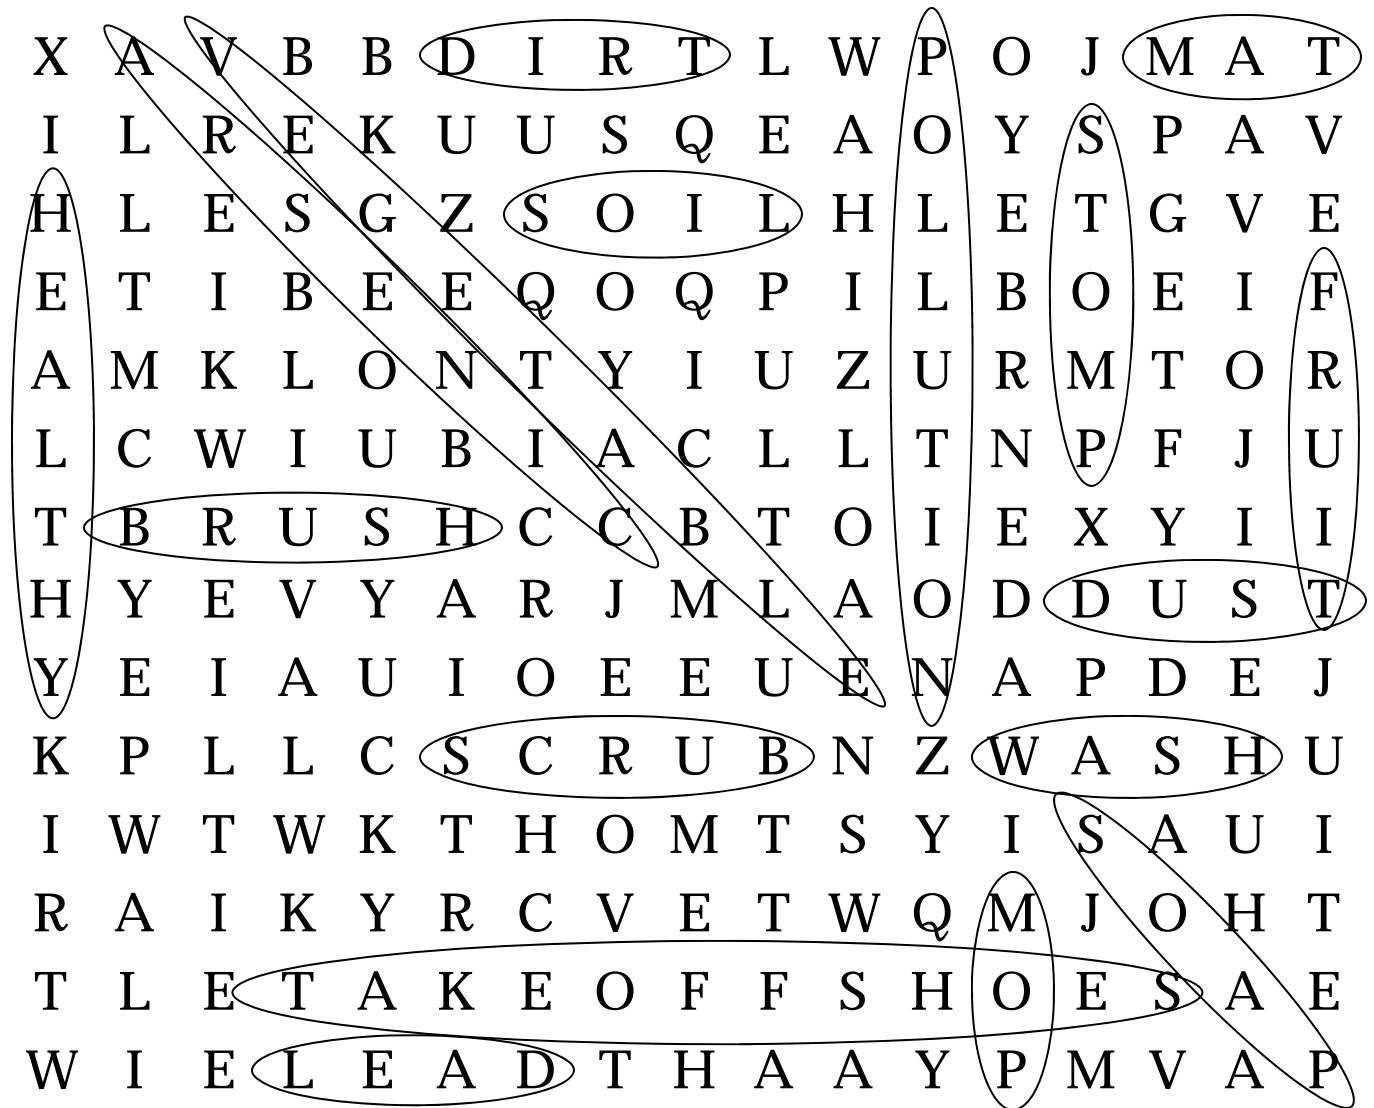 X A V B B D I R T L W P O J M A T
I L R E K U U S Q E A O Y S P A V
H L E S G Z S O I L H L E T G V E
E T I B E E Q O Q P I L B O E I F
A M K L O N T Y I U Z U R M T O R
L C W I U B I A C L L T N P F J U
T B R U S H C C B T O I E X Y I I
H Y E V Y A R J M L A O D D U S T
Y E I A U I O E E U E N A P D E J
K P L L C S C R U B N Z W A S H U
I W T W K T H O M T S Y I S A U I
R A I K Y R C V E T W Q M J O H T
T L E T A K E O F F S H O E S A E
W I E L E A D T H A A Y P M V A P